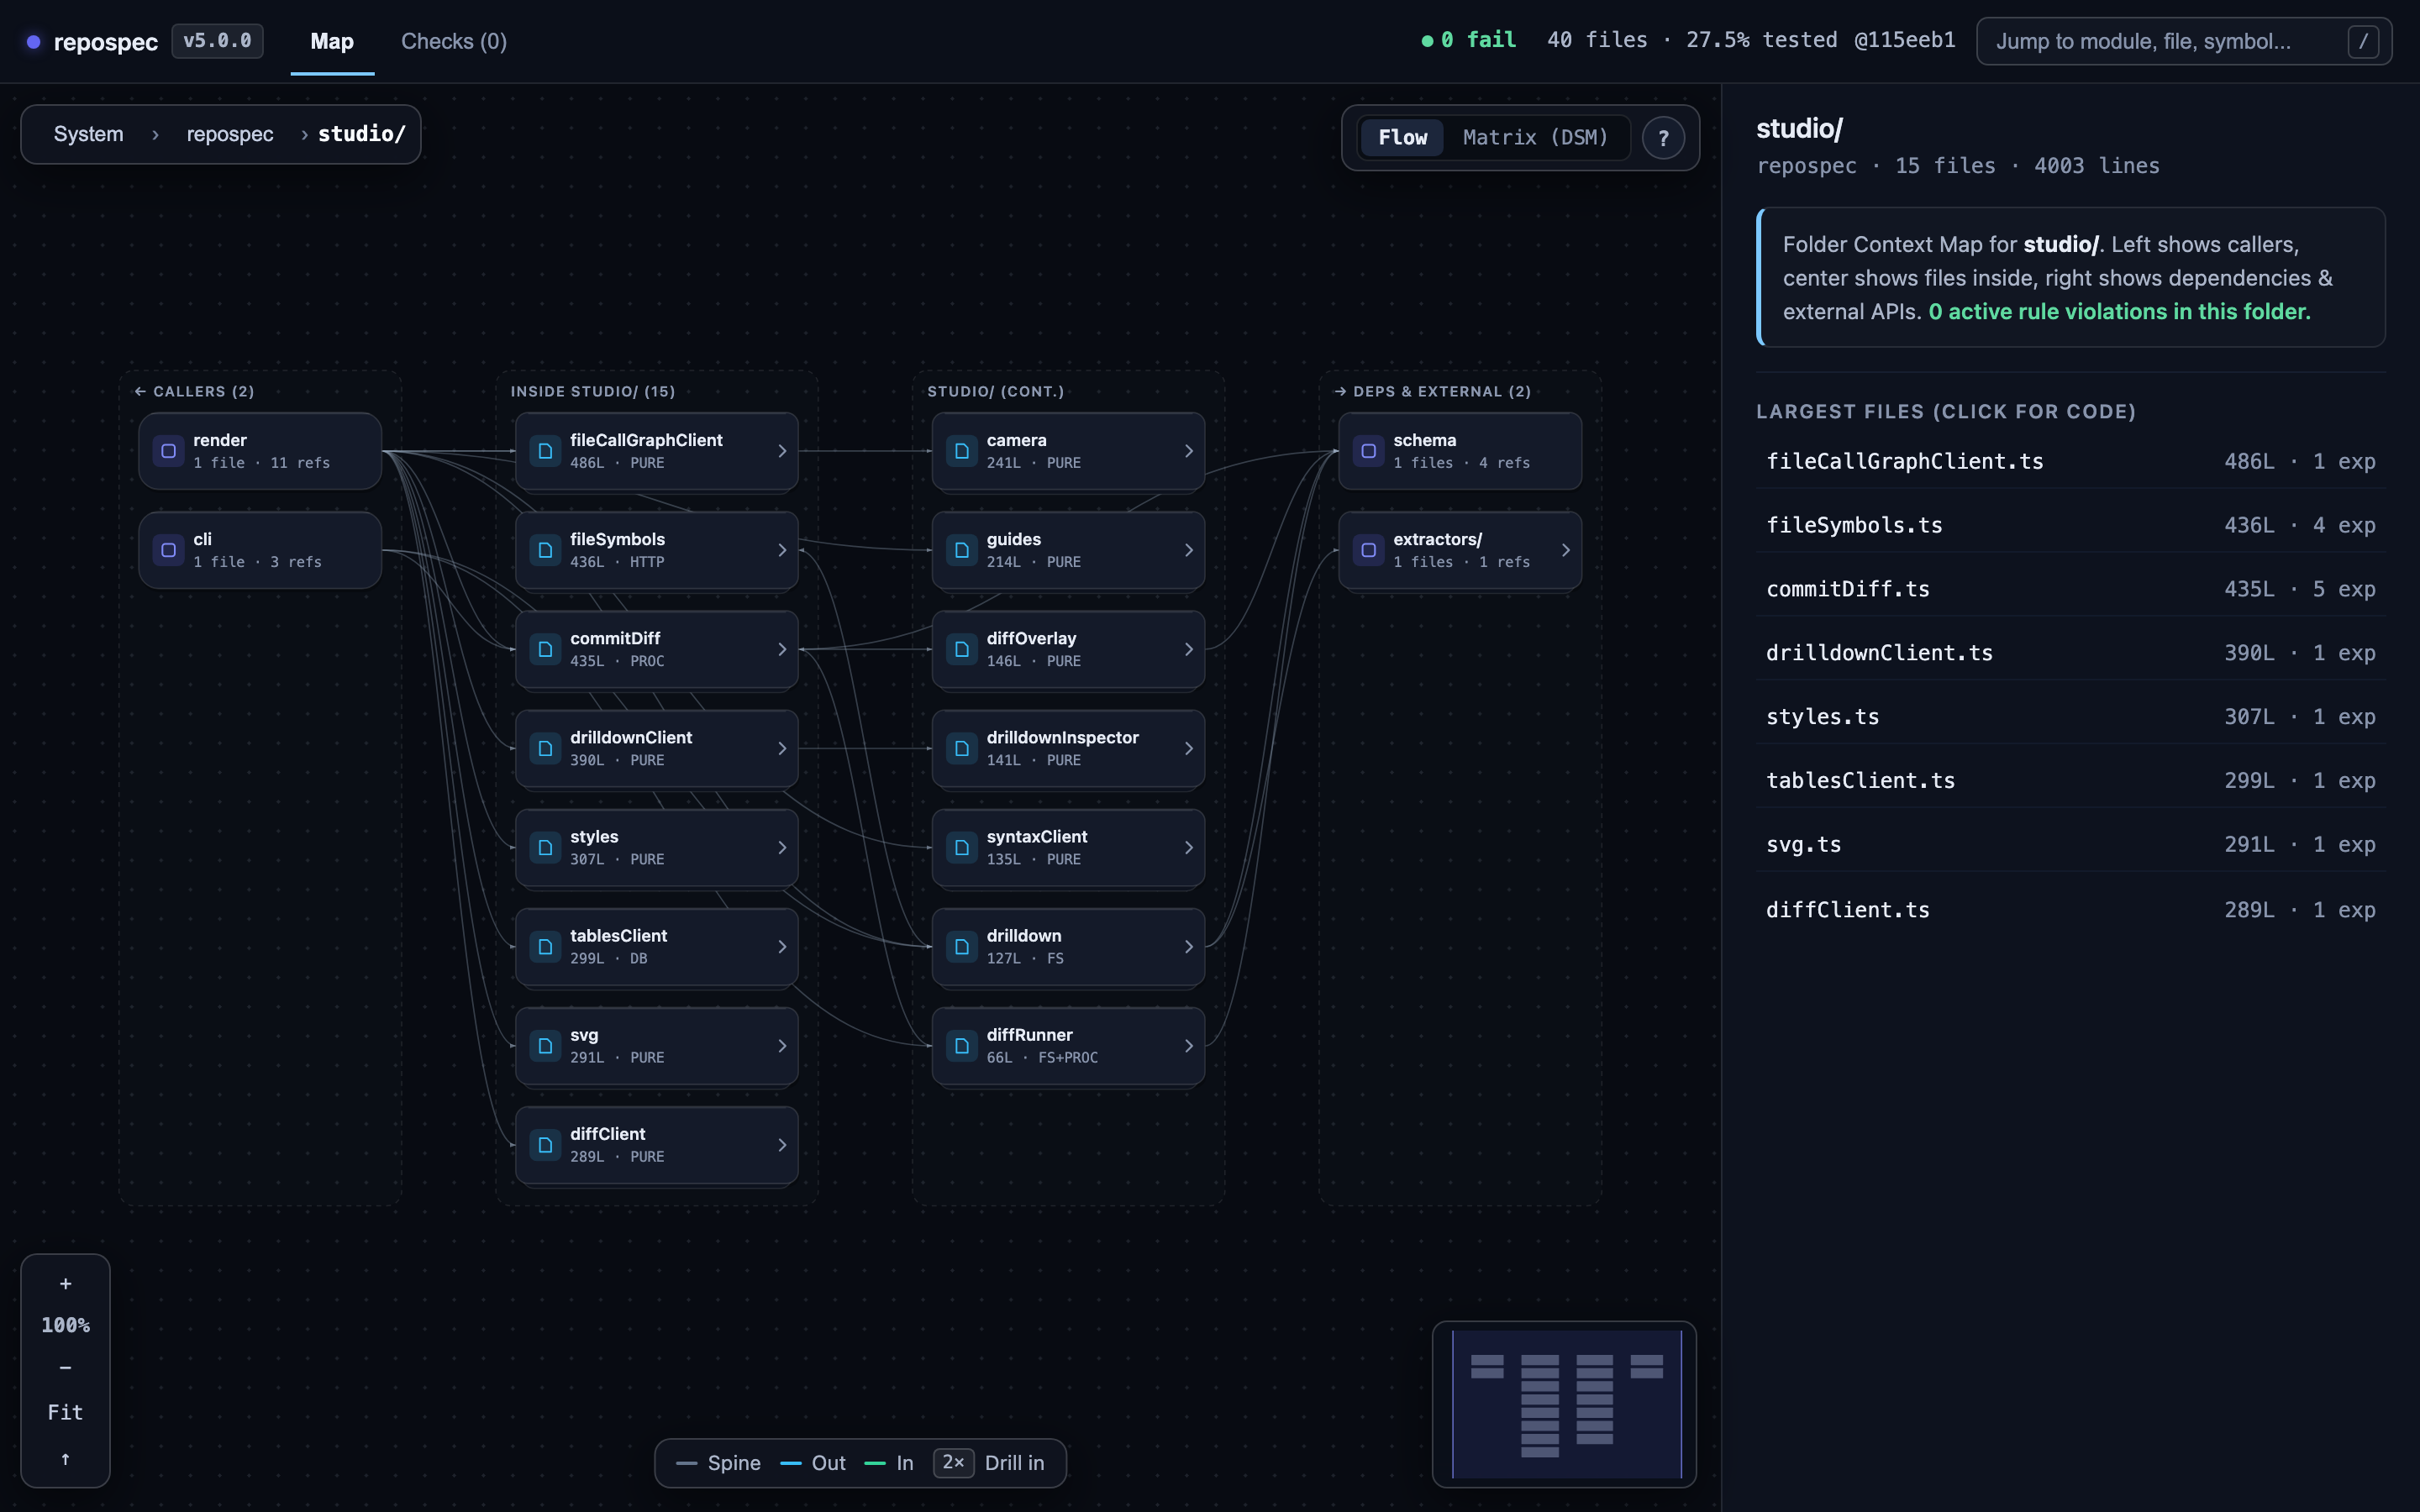 repospec v5.0.0 Map Checks (0) 0 fail 40 files · 27.5% tested @115eeb1 Jump to module, file, symbol... /
System › repospec › studio/
Flow Matrix (DSM) ?
← CALLERS (2)
render
1 file · 11 refs
cli
1 file · 3 refs
INSIDE STUDIO/ (15)
fileCallGraphClient
486L · PURE
fileSymbols
436L · HTTP
commitDiff
435L · PROC
drilldownClient
390L · PURE
styles
307L · PURE
tablesClient
299L · DB
svg
291L · PURE
diffClient
289L · PURE
STUDIO/ (CONT.)
camera
241L · PURE
guides
214L · PURE
diffOverlay
146L · PURE
drilldownInspector
141L · PURE
syntaxClient
135L · PURE
drilldown
127L · FS
diffRunner
66L · FS+PROC
→ DEPS & EXTERNAL (2)
schema
1 files · 4 refs
extractors/
1 files · 1 refs
+
100%
−
Fit
↑
Spine Out In 2× Drill in
studio/
repospec · 15 files · 4003 lines
Folder Context Map for studio/. Left shows callers,
center shows files inside, right shows dependencies &
external APIs. 0 active rule violations in this folder.
LARGEST FILES (CLICK FOR CODE)
fileCallGraphClient.ts 486L · 1 exp
fileSymbols.ts 436L · 4 exp
commitDiff.ts 435L · 5 exp
drilldownClient.ts 390L · 1 exp
styles.ts 307L · 1 exp
tablesClient.ts 299L · 1 exp
svg.ts 291L · 1 exp
diffClient.ts 289L · 1 exp